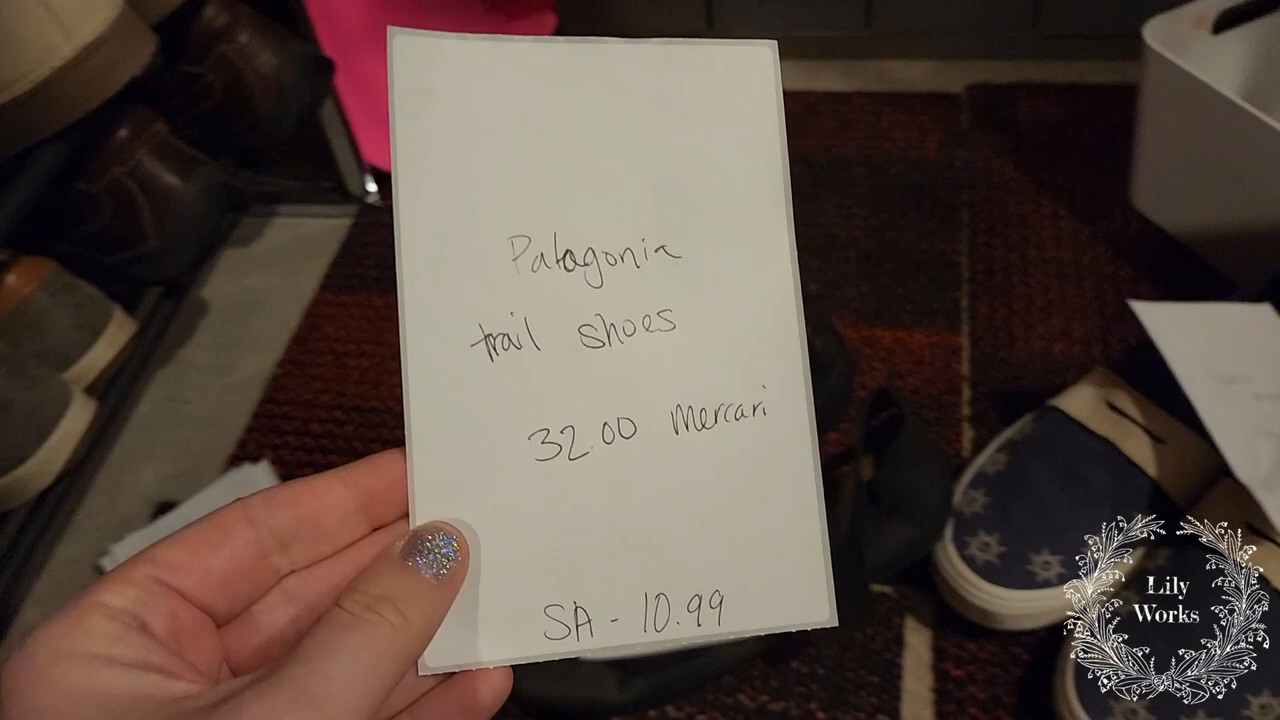 Patagonia
trail shoes
32.00 Mercari
SA - 10.99
Lily
Works